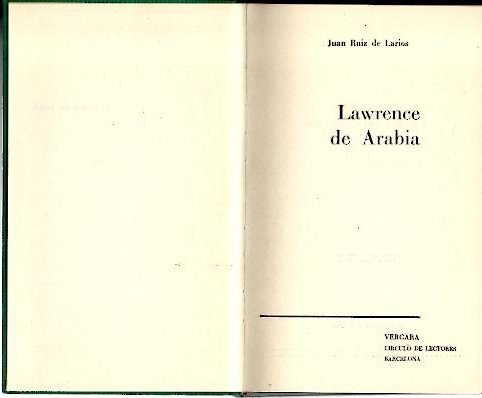 Juan Ruiz de Larios
Lawrence
de Arabia
VERGARA
CIRCULO DE LECTORES
BARCELONA